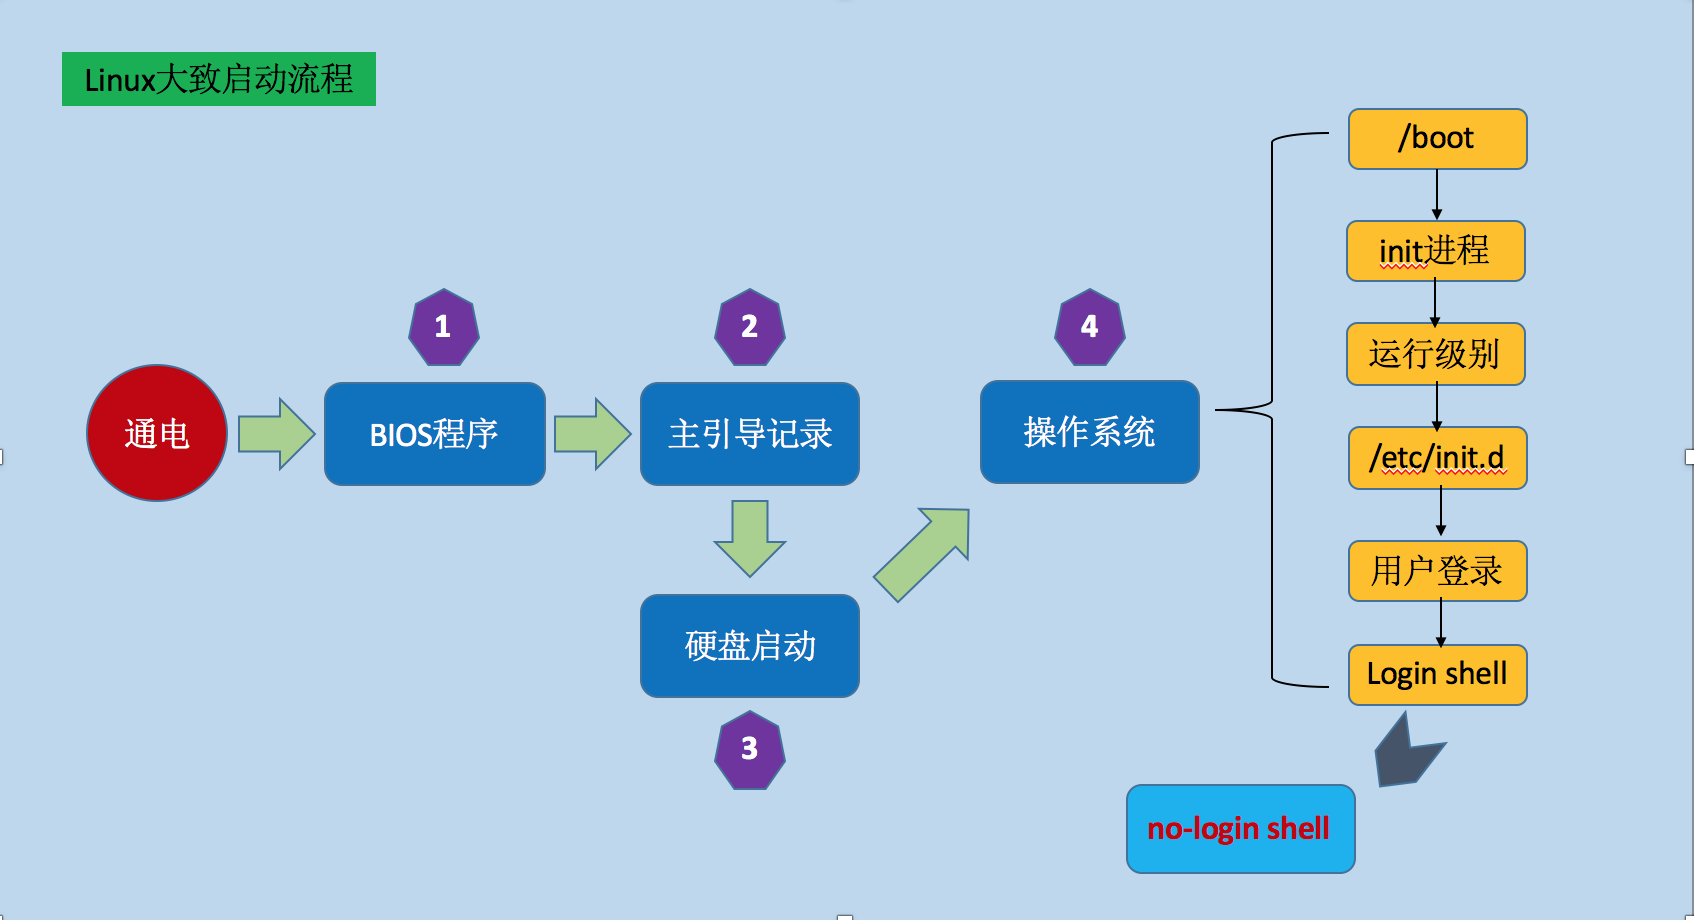 Linux大致启动流程
通电
1
BIOS程序
2
主引导记录
硬盘启动
3
4
操作系统
/boot
init进程
运行级别
/etc/init.d
用户登录
Login shell
no-login shell